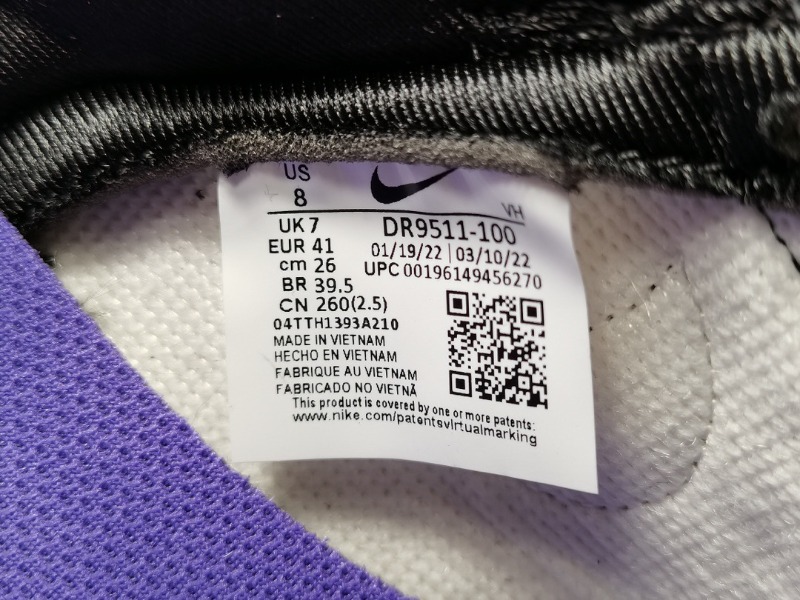 US
8
VH
UK 7
DR9511-100
EUR 41
01/19/22 | 03/10/22
cm 26
UPC 00196149456270
BR 39.5
CN 260(2.5)
04TTH1393A210
MADE IN VIETNAM
HECHO EN VIETNAM
FABRIQUE AU VIETNAM
FABRICADO NO VIETNÃ
This product is covered by one or more patents:
www.nike.com/patentsvirtualmarking